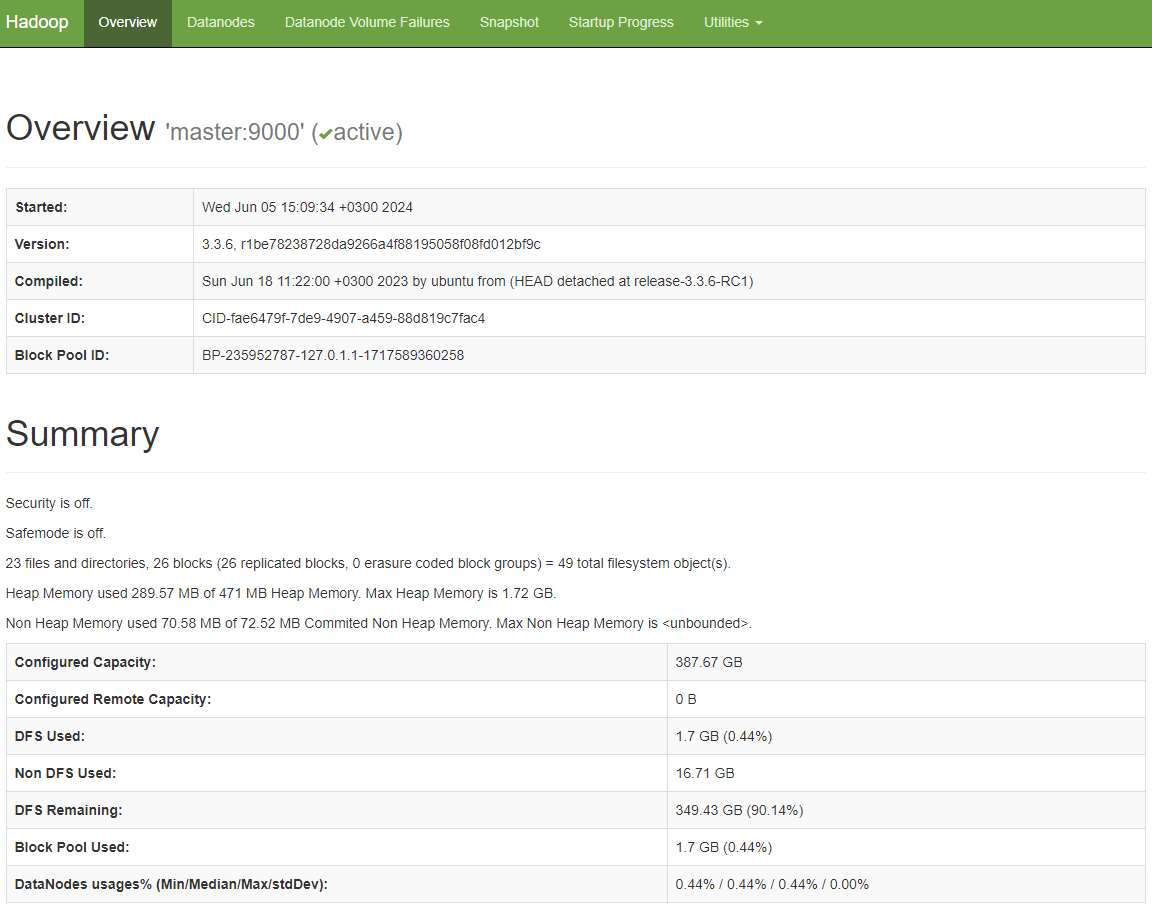 Hadoop Overview Datanodes Datanode Volume Failures Snapshot Startup Progress Utilities
Overview 'master:9000' (✔active)
Started: Wed Jun 05 15:09:34 +0300 2024
Version: 3.3.6, r1be78238728da9266a4f88195058f08fd012bf9c
Compiled: Sun Jun 18 11:22:00 +0300 2023 by ubuntu from (HEAD detached at release-3.3.6-RC1)
Cluster ID: CID-fae6479f-7de9-4907-a459-88d819c7fac4
Block Pool ID: BP-235952787-127.0.1.1-1717589360258
Summary
Security is off.
Safemode is off.
23 files and directories, 26 blocks (26 replicated blocks, 0 erasure coded block groups) = 49 total filesystem object(s).
Heap Memory used 289.57 MB of 471 MB Heap Memory. Max Heap Memory is 1.72 GB.
Non Heap Memory used 70.58 MB of 72.52 MB Commited Non Heap Memory. Max Non Heap Memory is <unbounded>.
Configured Capacity: 387.67 GB
Configured Remote Capacity: 0 B
DFS Used: 1.7 GB (0.44%)
Non DFS Used: 16.71 GB
DFS Remaining: 349.43 GB (90.14%)
Block Pool Used: 1.7 GB (0.44%)
DataNodes usages% (Min/Median/Max/stdDev): 0.44% / 0.44% / 0.44% / 0.00%